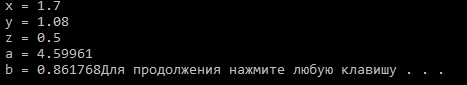 x = 1.7
y = 1.08
z = 0.5
a = 4.59961
b = 0.861768Для продолжения нажмите любую клавишу . . .